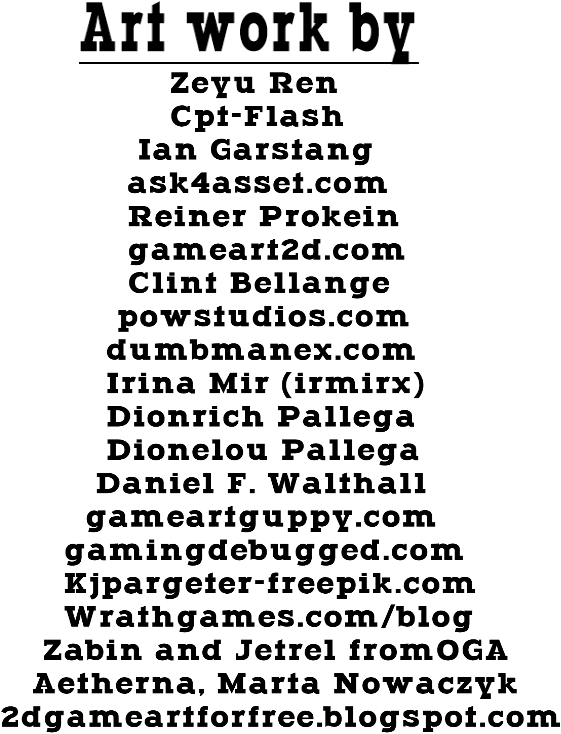 Art work by
Zeyu Ren
Cpt-Flash
Ian Garstang
ask4asset.com
Reiner Prokein
gameart2d.com
Clint Bellange
powstudios.com
dumbmanex.com
Irina Mir (irmirx)
Dionrich Pallega
Dionelou Pallega
Daniel F. Walthall
gameartguppy.com
gamingdebugged.com
Kjpargeter-freepik.com
Wrathgames.com/blog
Zabin and Jetrel fromOGA
Aetherna, Marta Nowaczyk
2dgameartforfree.blogspot.com